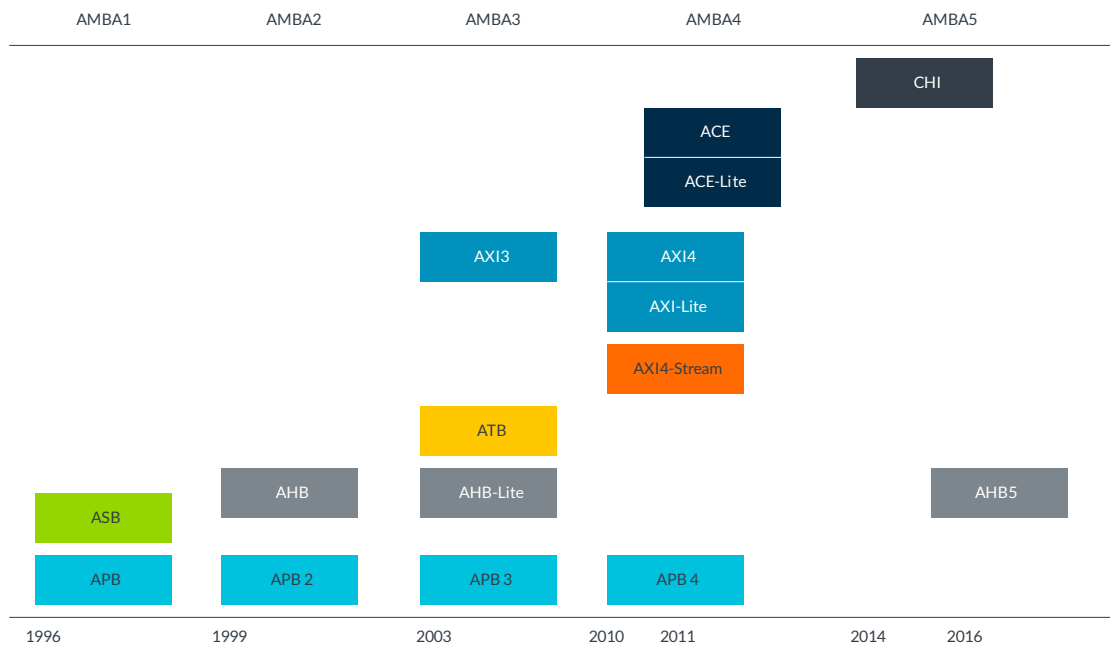 AMBA1 AMBA2 AMBA3 AMBA4 AMBA5
CHI
ACE
ACE-Lite
AXI3 AXI4
AXI-Lite
AXI4-Stream
ATB
AHB AHB-Lite AHB5
ASB
APB APB 2 APB 3 APB 4
1996 1999 2003 2010 2011 2014 2016